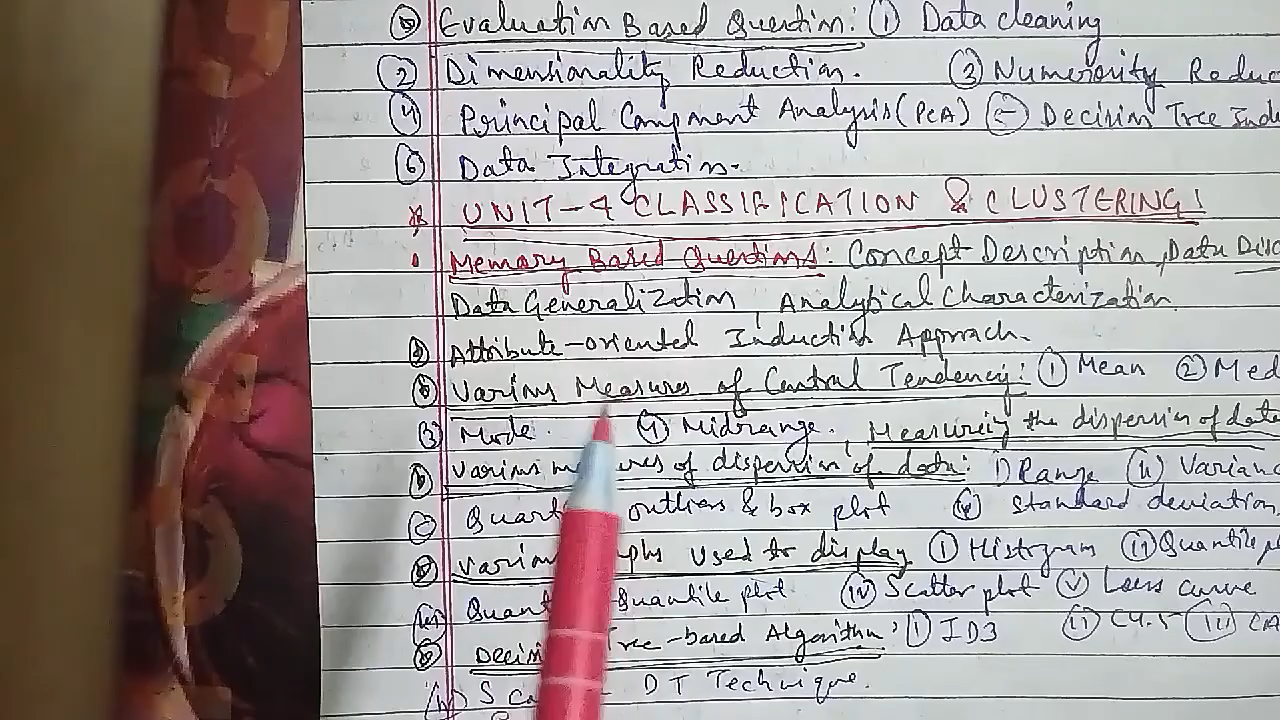 Evaluation Based Question: ① Data cleaning
② Dimensionality Reduction. ③ Numerosity Reduc
④ Principal Component Analysis (PCA) Decision Tree Indu
⑥ Data Integration.
* UNIT-4 CLASSIFICATION & CLUSTERING!
Memory Based Questions: Concept Description, Data Disc
Data Generalization, Analytical Characterization
Attribute-oriented Induction Approach.
Various Measures of Central Tendency: ① Mean ② Med
③ Mode. ④ Midrange. Measuring the dispersion of data
Various of dispersion of data: i) Range (ii) Varianc
outliers & box plot standard deviation
Various used to display (i) Histogram (ii) Quantile pl
Quantile plot (iv) Scatter plot (v) Loess curve
Tree-based Algorithm: (i) ID3 (ii) C4.5 (iii) CA
DT Technique.